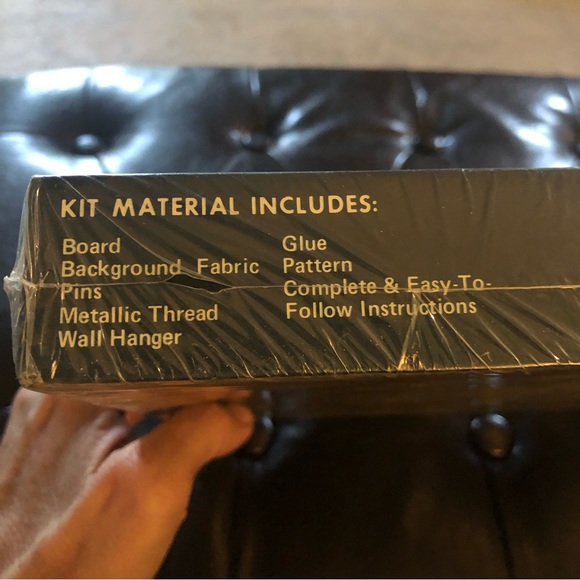 KIT MATERIAL INCLUDES:
Board
Background Fabric
Pins
Metallic Thread
Wall Hanger
Glue
Pattern
Complete & Easy-To-
Follow Instructions